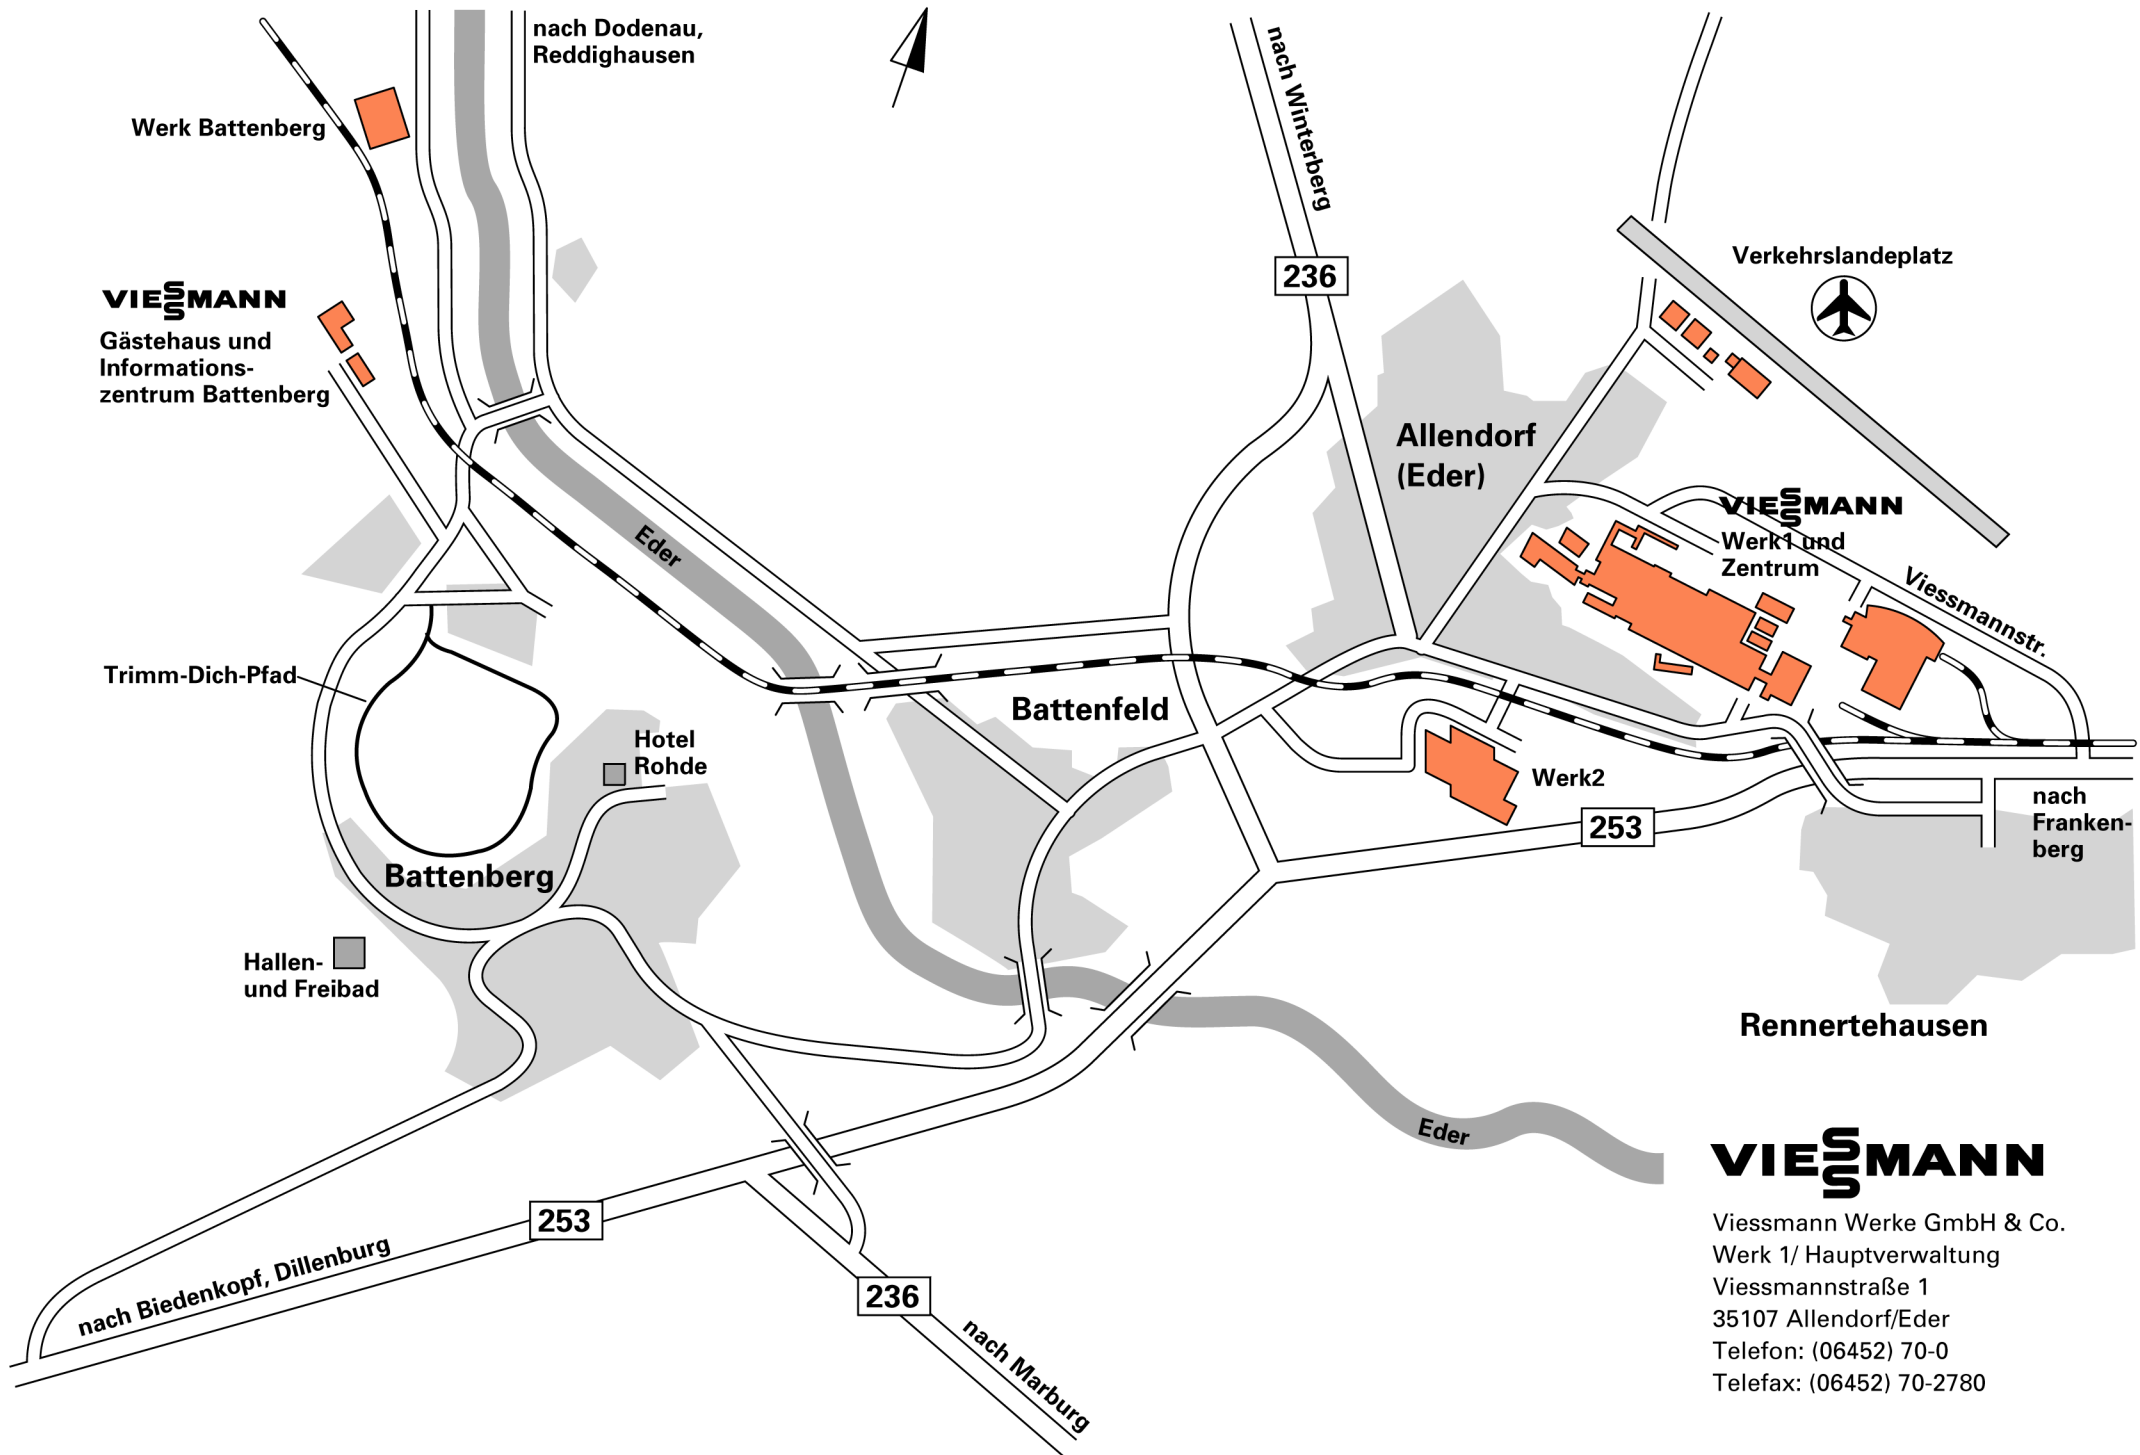 nach Dodenau,
Reddighausen
Werk Battenberg
nach Winterberg
236
Verkehrslandeplatz
VIESSMANN
Gästehaus und
Informations-
zentrum Battenberg
Allendorf
(Eder)
VIESSMANN
Werk1 und
Zentrum
Viessmannstr.
Eder
Trimm-Dich-Pfad
Battenfeld
Hotel
Rohde
Werk2
253
nach
Franken-
berg
Battenberg
Hallen-
und Freibad
Rennertehausen
Eder
253
nach Biedenkopf, Dillenburg
236
nach Marburg
VIESSMANN
Viessmann Werke GmbH & Co.
Werk 1/ Hauptverwaltung
Viessmannstraße 1
35107 Allendorf/Eder
Telefon: (06452) 70-0
Telefax: (06452) 70-2780